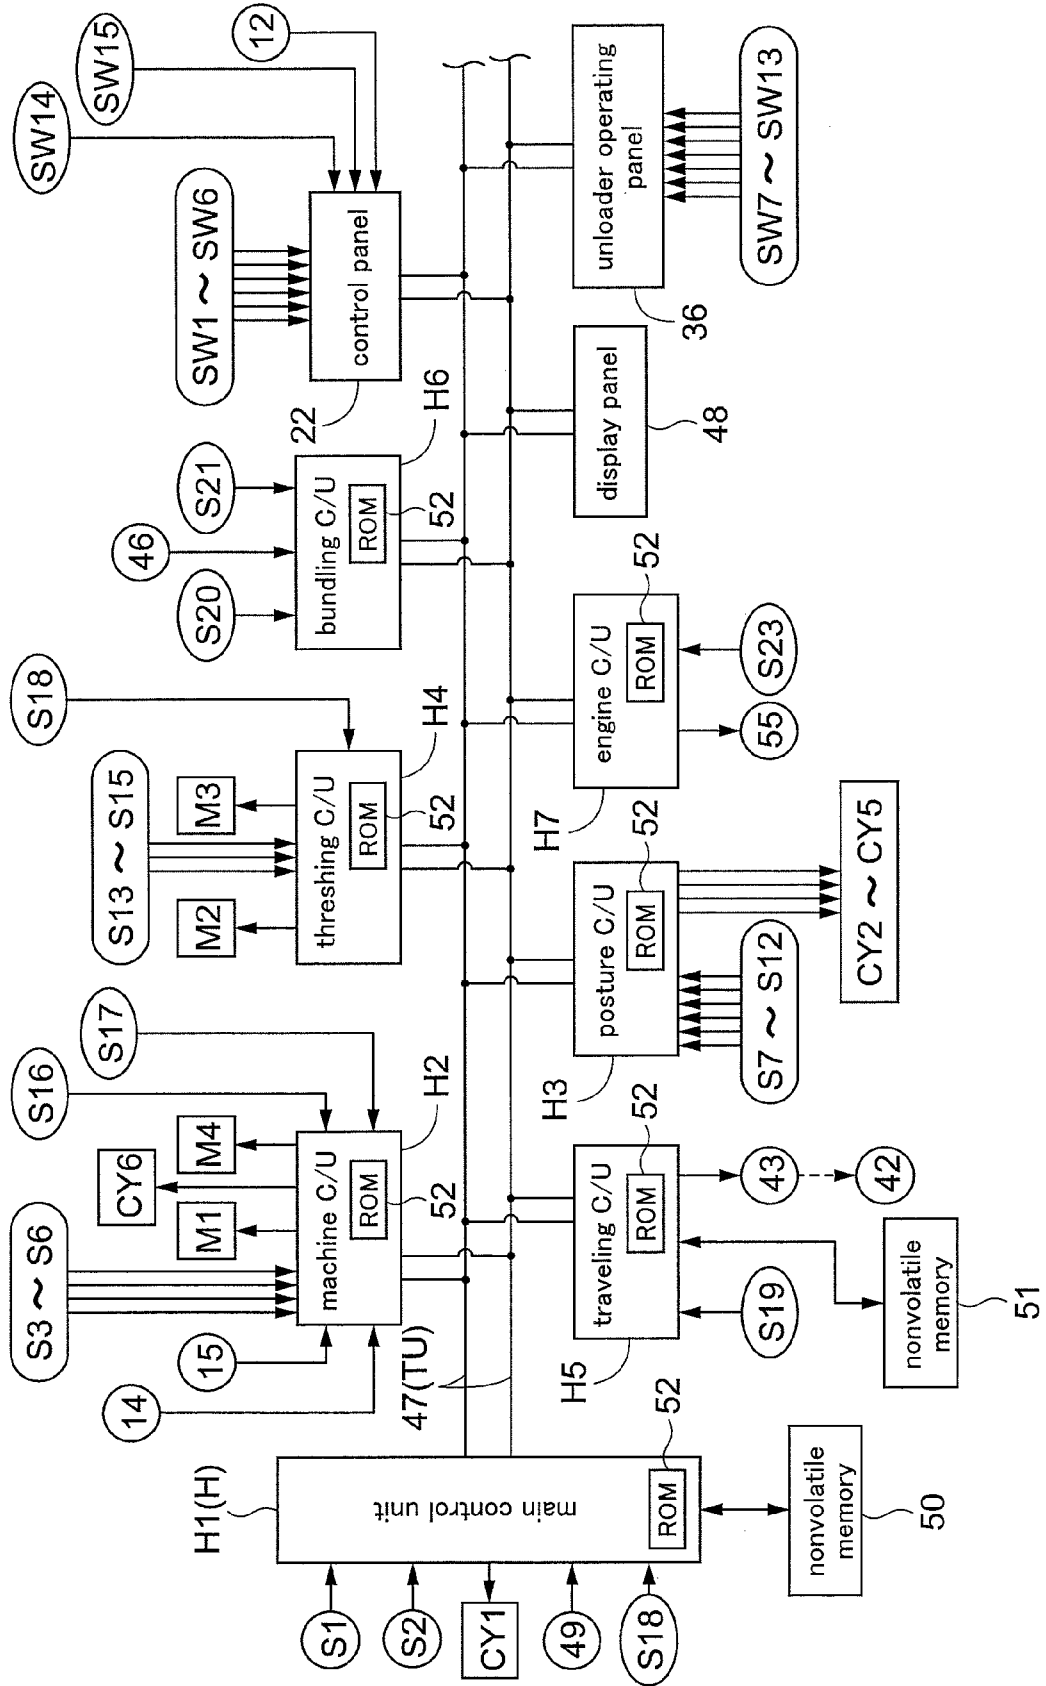 S1
S2
CY1
49
S18
H1(H)
main control unit
ROM
52
nonvolatile
memory
50
47(TU)
14
15
S3 ~ S6
M1
CY6
M4
S16
S17
machine C/U
ROM
52
H2
S13 ~ S15
M2
M3
S18
threshing C/U
ROM
52
H4
S20
46
S21
bundling C/U
ROM
52
H6
SW1 ~ SW6
SW14
SW15
12
control panel
22
H5
traveling C/U
ROM
52
S19
43
42
nonvolatile
memory
51
H3
posture C/U
ROM
52
S7 ~ S12
CY2 ~ CY5
H7
engine C/U
ROM
52
55
S23
display panel
48
unloader operating
panel
36
SW7 ~ SW13